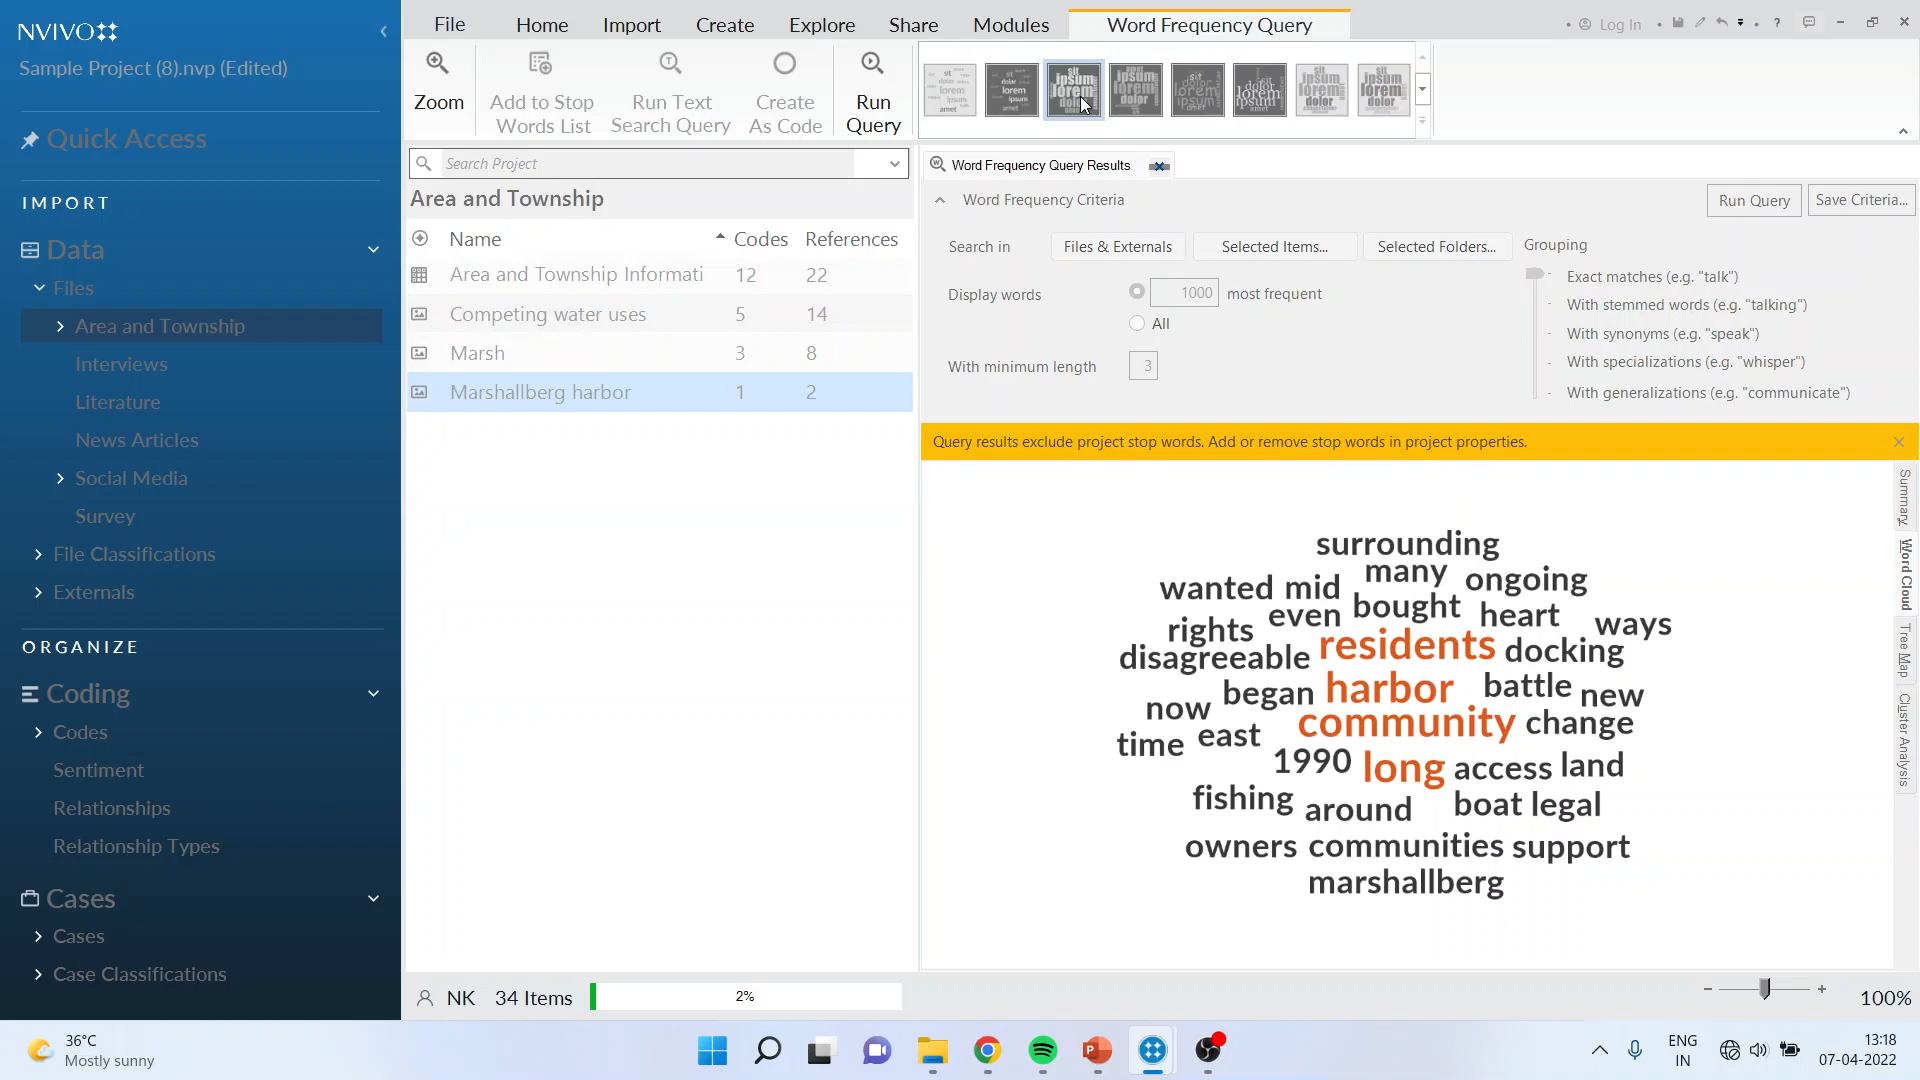 NVIVO
Sample Project (8).nvp (Edited)
Quick Access
IMPORT
Data
Files
Area and Township
Interviews
Literature
News Articles
Social Media
Survey
File Classifications
Externals
ORGANIZE
Coding
Codes
Sentiment
Relationships
Relationship Types
Cases
Cases
Case Classifications
File Home Import Create Explore Share Modules Word Frequency Query
Log In
Zoom
Add to Stop
Words List
Run Text
Search Query
Create
As Code
Run
Query
Search Project
Area and Township
Name Codes References
Area and Township Informati 12 22
Competing water uses 5 14
Marsh 3 8
Marshallberg harbor 1 2
Word Frequency Query Results
Word Frequency Criteria
Run Query Save Criteria...
Search in Files & Externals Selected Items... Selected Folders...
Display words 1000 most frequent
All
With minimum length 3
Grouping
Exact matches (e.g. "talk")
With stemmed words (e.g. "talking")
With synonyms (e.g. "speak")
With specializations (e.g. "whisper")
With generalizations (e.g. "communicate")
Query results exclude project stop words. Add or remove stop words in project properties.
surrounding
wanted mid many ongoing
rights even bought heart ways
disagreeable residents docking
now began harbor battle new
time east community change
1990 long access land
fishing around boat legal
owners communities support
marshallberg
Summary
Word Cloud
Tree Map
Cluster Analysis
NK 34 Items 2%
100%
36°C
Mostly sunny
ENG
IN
13:18
07-04-2022